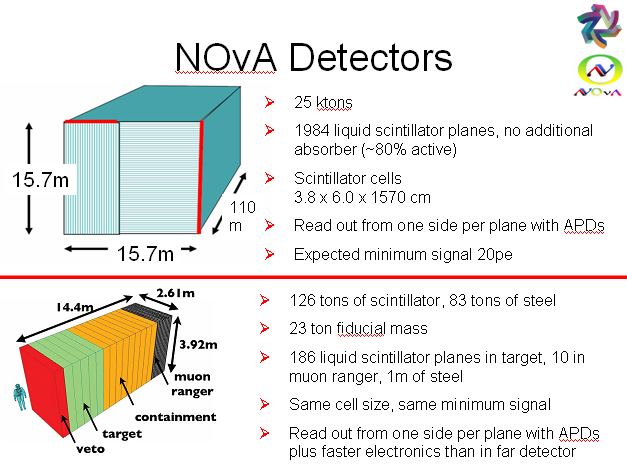 NOvA Detectors
NOvA
25 ktons
1984 liquid scintillator planes, no additional
absorber (~80% active)
Scintillator cells
3.8 x 6.0 x 1570 cm
Read out from one side per plane with APDs
Expected minimum signal 20pe
15.7m
110
m
15.7m
126 tons of scintillator, 83 tons of steel
23 ton fiducial mass
186 liquid scintillator planes in target, 10 in
muon ranger, 1m of steel
Same cell size, same minimum signal
Read out from one side per plane with APDs
plus faster electronics than in far detector
14.4m
2.61m
3.92m
muon
ranger
containment
target
veto